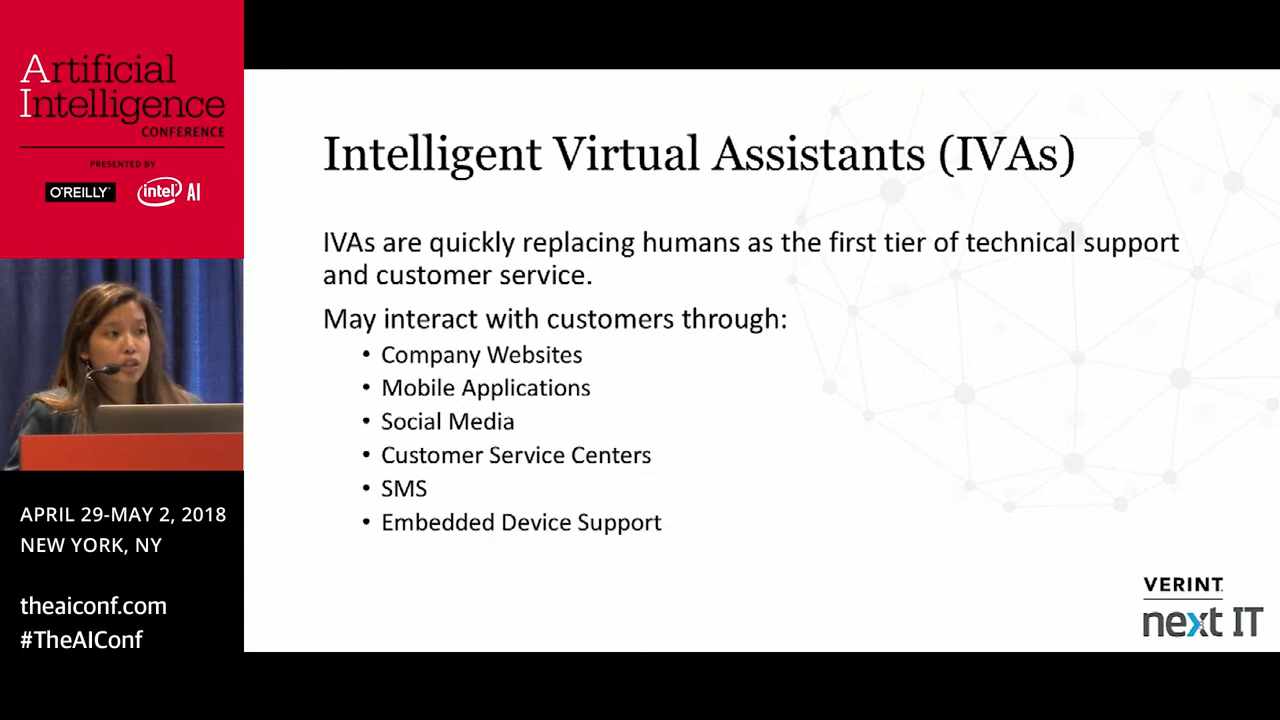 Artificial
Intelligence
CONFERENCE
PRESENTED BY
O'REILLY® intel AI
APRIL 29-MAY 2, 2018
NEW YORK, NY
theaiconf.com
#TheAIConf
Intelligent Virtual Assistants (IVAs)
IVAs are quickly replacing humans as the first tier of technical support
and customer service.
May interact with customers through:
• Company Websites
• Mobile Applications
• Social Media
• Customer Service Centers
• SMS
• Embedded Device Support
VERINT.
next IT